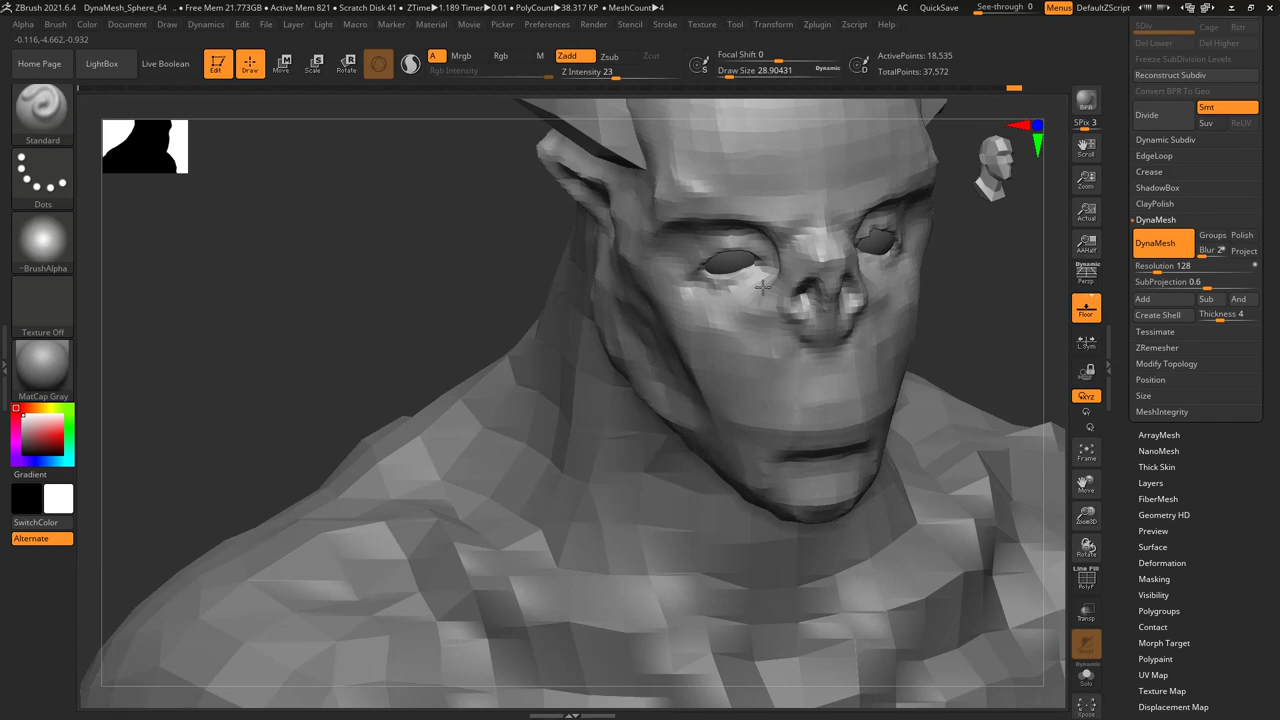 ZBrush 2021.6.4 DynaMesh_Sphere_64 .. • Free Mem 21.773GB • Active Mem 821 • Scratch Disk 41 • ZTime▶1.189 Timer▶0.01 • PolyCount▶38.317 KP • MeshCount▶4 AC QuickSave See-through 0 Menus DefaultZScript
Alpha Brush Color Document Draw Dynamics Edit File Layer Light Macro Marker Material Movie Picker Preferences Render Stencil Stroke Texture Tool Transform Zplugin Zscript Help
-0.116,-4.662,-0.932
Home Page LightBox Live Boolean Edit Draw Move Scale Rotate
A Mrgb Rgb M Zadd Zsub Zcut
Rgb Intensity Z Intensity 23
Focal Shift 0
Draw Size 28.90431 Dynamic
S D
ActivePoints: 18,535
TotalPoints: 37,572
Standard
Dots
~BrushAlpha
Texture Off
MatCap Gray
Gradient
SwitchColor
Alternate
BPR
SPix 3
Scroll
Zoom
Actual
AAHalf
Dynamic
Persp
Floor
L.Sym
XYZ
Frame
Move
Zoom3D
Rotate
Line Fill
PolyF
Transp
Ghost
Dynamic
Solo
Xpose
SDiv Cage Rstr
Del Lower Del Higher
Freeze SubDivision Levels
Reconstruct Subdiv
Convert BPR To Geo
Divide Smt
Suv ReUV
Dynamic Subdiv
EdgeLoop
Crease
ShadowBox
ClayPolish
DynaMesh
DynaMesh Groups Polish
Blur 2 Project
Resolution 128
SubProjection 0.6
Add Sub And
Create Shell Thickness 4
Tessimate
ZRemesher
Modify Topology
Position
Size
MeshIntegrity
ArrayMesh
NanoMesh
Thick Skin
Layers
FiberMesh
Geometry HD
Preview
Surface
Deformation
Masking
Visibility
Polygroups
Contact
Morph Target
Polypaint
UV Map
Texture Map
Displacement Map